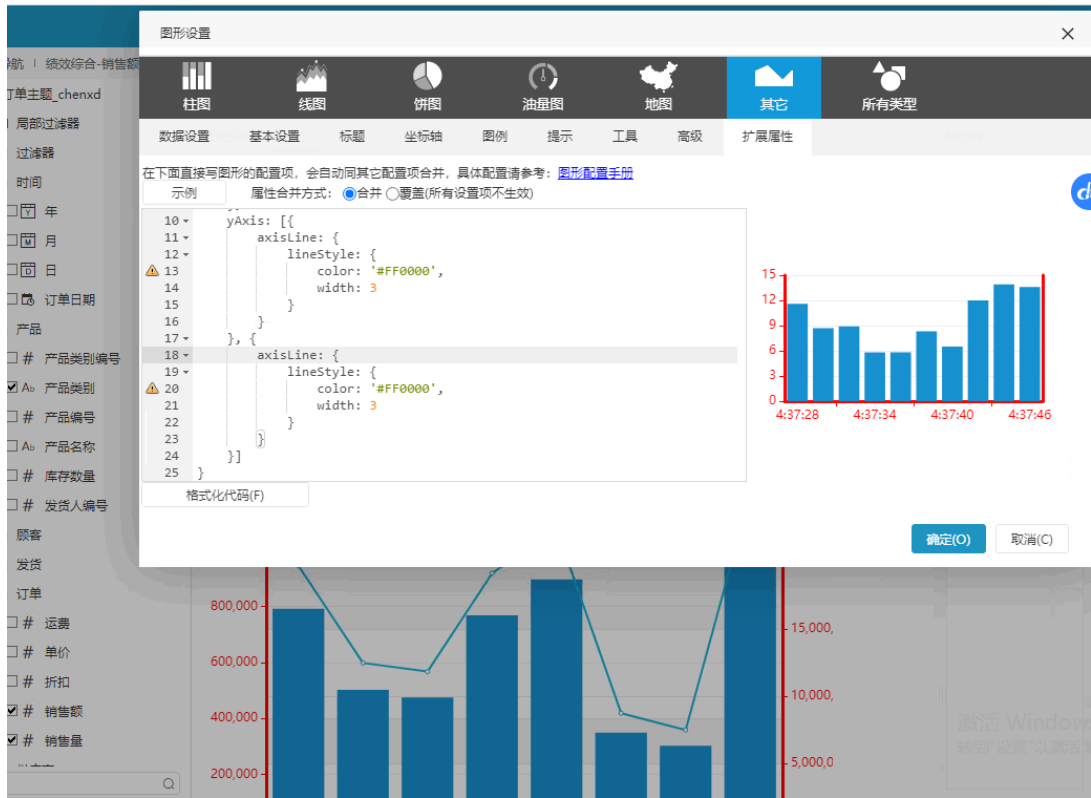 图形设置
航 | 绩效综合-销售额
柱图 线图 饼图 油量图 地图 其它 所有类型
订单主题_chenxd
局部过滤器
过滤器
时间
年
月
日
订单日期
产品
# 产品类别编号
Ab 产品类别
# 产品编号
Ab 产品名称
# 库存数量
# 发货人编号
顾客
发货
订单
# 运费
# 单价
# 折扣
# 销售额
# 销售量
数据设置 基本设置 标题 坐标轴 图例 提示 工具 高级 扩展属性
在下面直接写图形的配置项，会自动同其它配置项合并，具体配置请参考：图形配置手册
示例 属性合并方式： 合并 覆盖(所有设置项不生效)
10 yAxis: [{
11 axisLine: {
12 lineStyle: {
13 color: '#FF0000',
14 width: 3
15 }
16 }
17 }, {
18 axisLine: {
19 lineStyle: {
20 color: '#FF0000',
21 width: 3
22 }
23 }
24 }]
25 }
格式化代码(F)
15
12
9
6
3
0
4:37:28 4:37:34 4:37:40 4:37:46
确定(O) 取消(C)
800,000
600,000
400,000
200,000
15,000,
10,000,
5,000,0
激活 Window
转到"设置"以激活